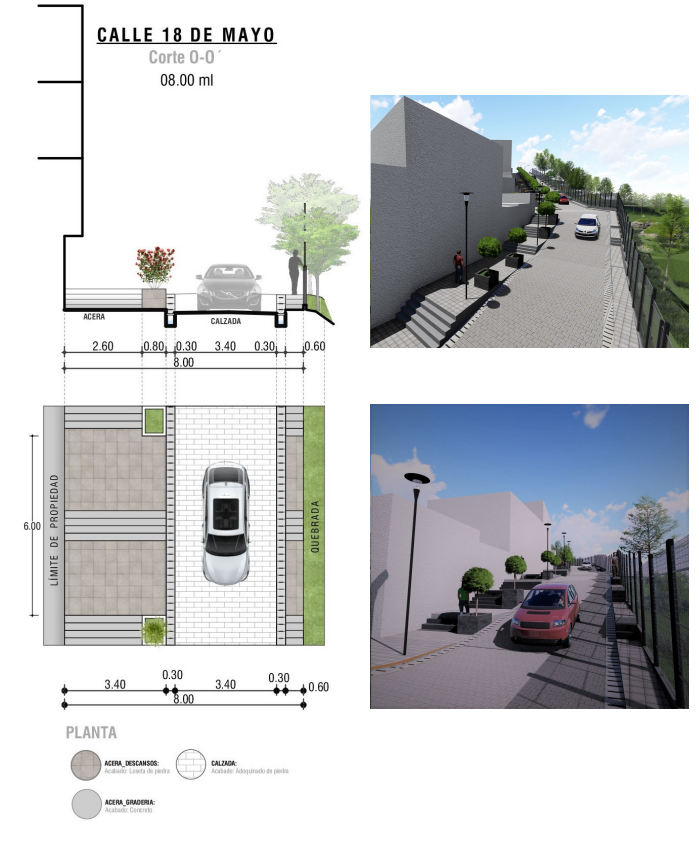 CALLE 18 DE MAYO
Corte O-O´
08.00 ml
ACERA
CALZADA
2.60 0.80 0.30 3.40 0.30 0.60
8.00
6.00
LÍMITE DE PROPIEDAD
QUEBRADA
3.40 0.30 3.40 0.30 0.60
8.00
PLANTA
ACERA_DESCANSOS:
Acabado: Loseta de piedra
CALZADA:
Acabado: Adoquinado de piedra
ACERA_GRADERIA:
Acabado: Concreto